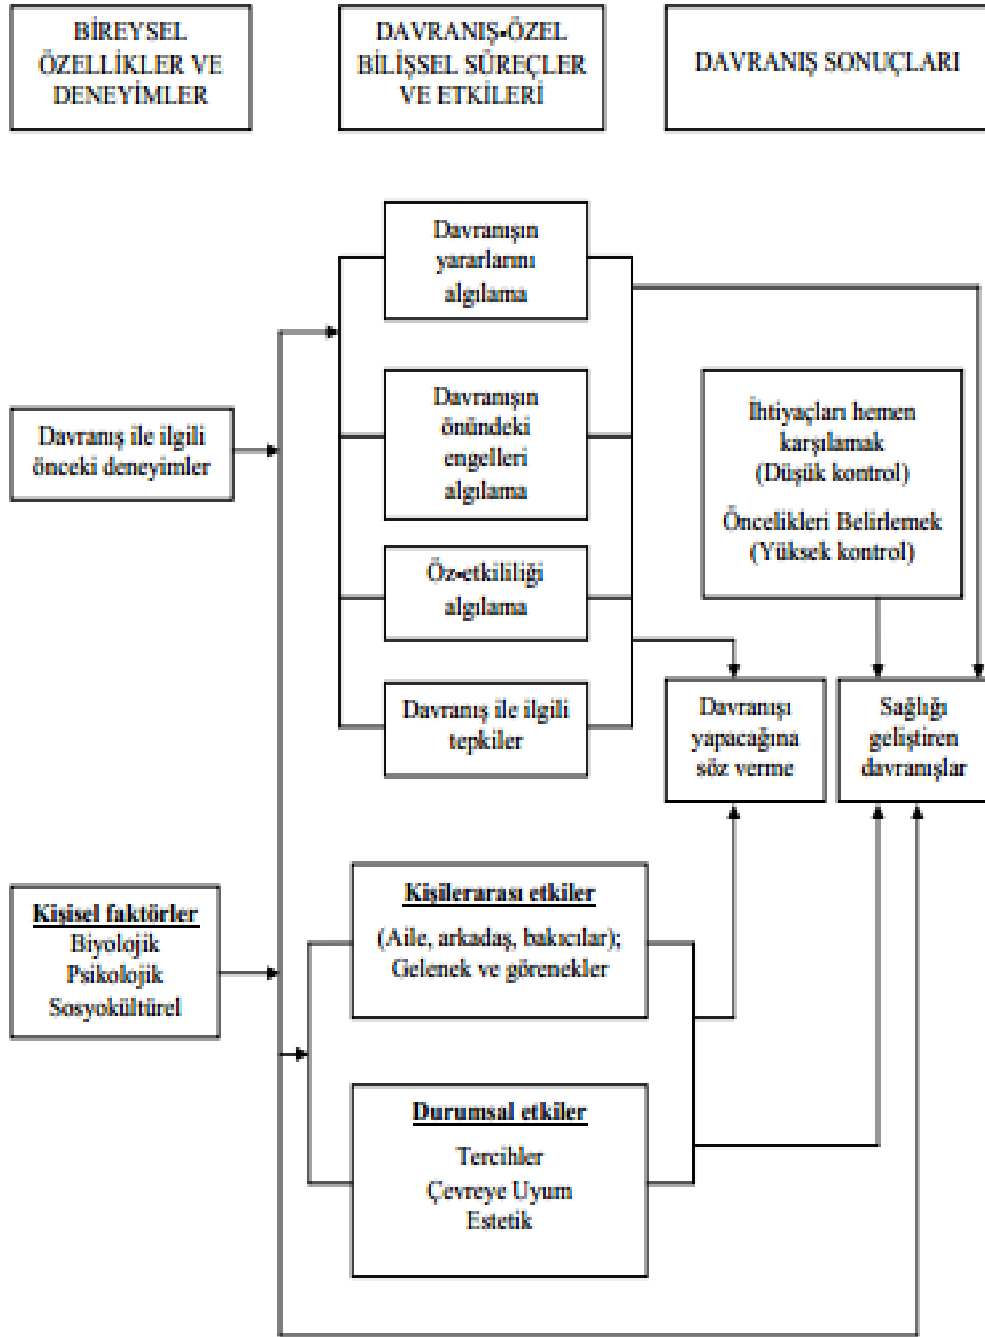 BİREYSEL
ÖZELLİKLER VE
DENEYİMLER
DAVRANIŞ-ÖZEL
BİLİŞSEL SÜREÇLER
VE ETKİLERİ
DAVRANIŞ SONUÇLARI
Davranışın
yararlarını
algılama
Davranış ile ilgili
önceki deneyimler
Davranışın
önündeki
engelleri
algılama
İhtiyaçları hemen
karşılamak
(Düşük kontrol)
Öncelikleri Belirlemek
(Yüksek kontrol)
Öz-etkililiği
algılama
Davranış ile ilgili
tepkiler
Davranışı
yapacağına
söz verme
Sağlığı
geliştiren
davranışlar
Kişisel faktörler
Biyolojik
Psikolojik
Sosyokültürel
Kişilerarası etkiler
(Aile, arkadaş, bakıcılar);
Gelenek ve görenekler
Durumsal etkiler
Tercihler
Çevreye Uyum
Estetik